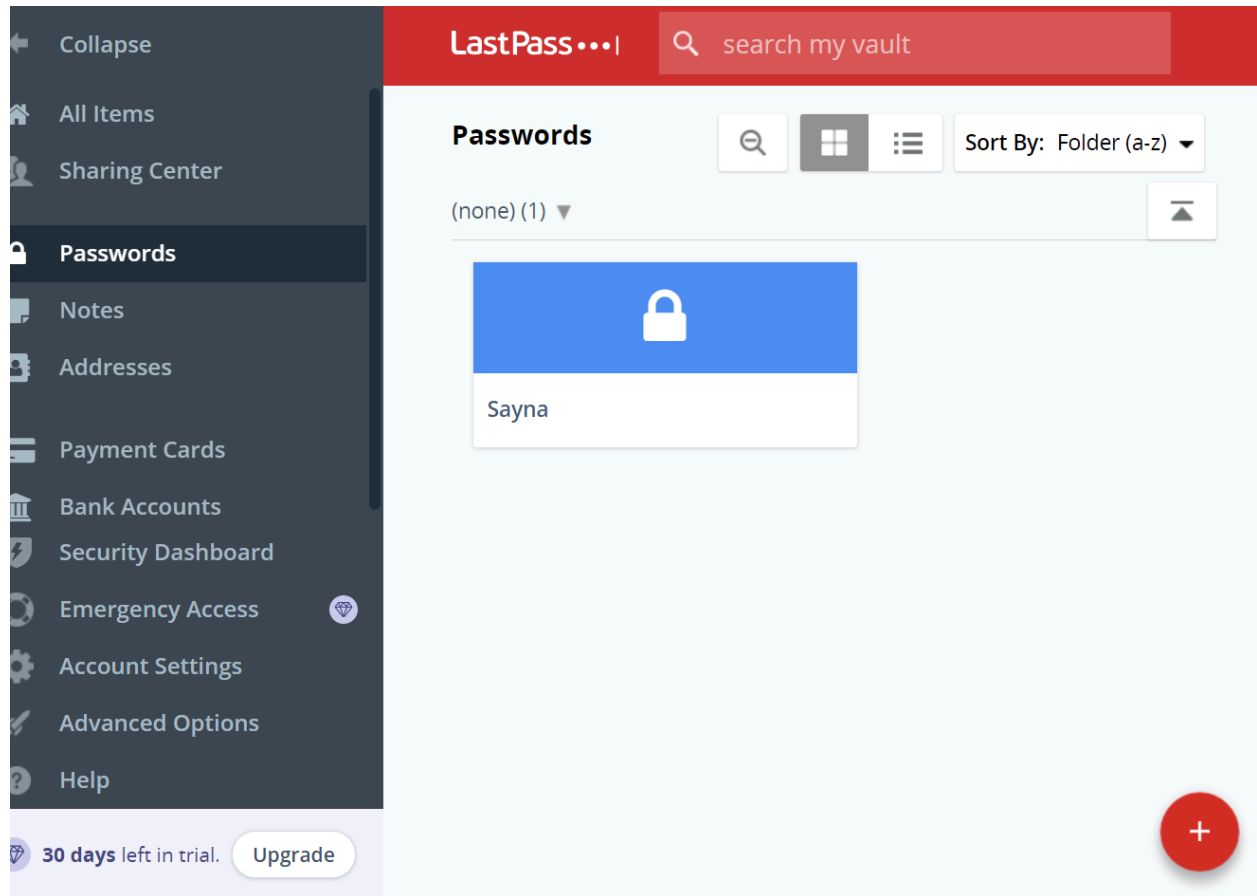 Collapse
All Items
Sharing Center
Passwords
Notes
Addresses
Payment Cards
Bank Accounts
Security Dashboard
Emergency Access
Account Settings
Advanced Options
Help
30 days left in trial. Upgrade
LastPass •••|
search my vault
Passwords
Sort By: Folder (a-z)
(none) (1)
Sayna
+